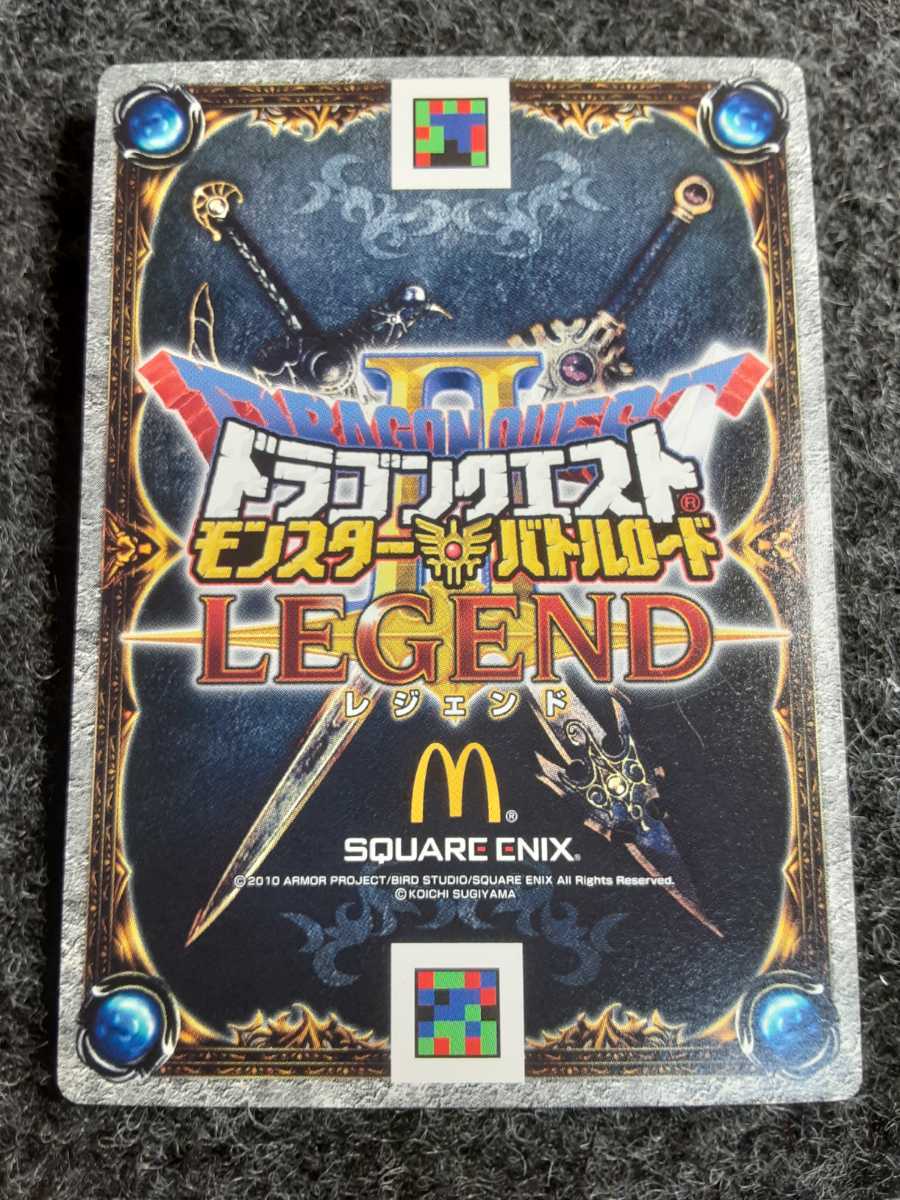 II
DRAGON QUEST
ドラゴンクエスト®
モンスター バトルロード
II
LEGEND
レジェンド
M®
SQUARE ENIX®
©2010 ARMOR PROJECT/BIRD STUDIO/SQUARE ENIX All Rights Reserved.
©KOICHI SUGIYAMA